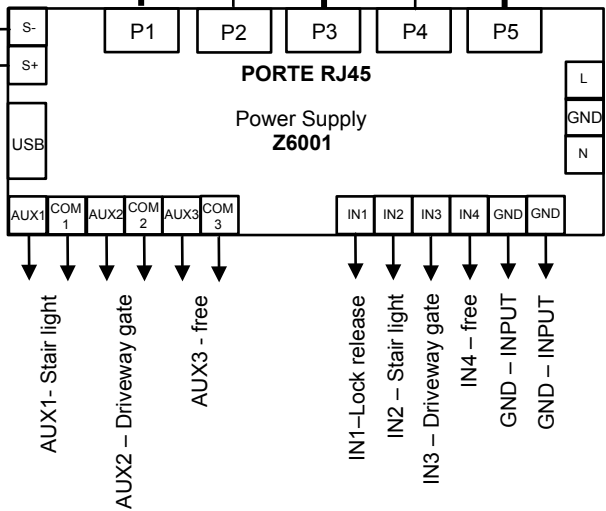 S-
P1
P2
P3
P4
P5
S+
PORTE RJ45
L
Power Supply
GND
Z6001
USB
N
AUX1
COM
1
AUX2
COM
2
AUX3
COM
3
IN1
IN2
IN3
IN4
GND
GND
AUX1- Stair light
AUX2 – Driveway gate
AUX3 - free
IN1–Lock release
IN2 – Stair light
IN3 – Driveway gate
IN4 – free
GND – INPUT
GND – INPUT